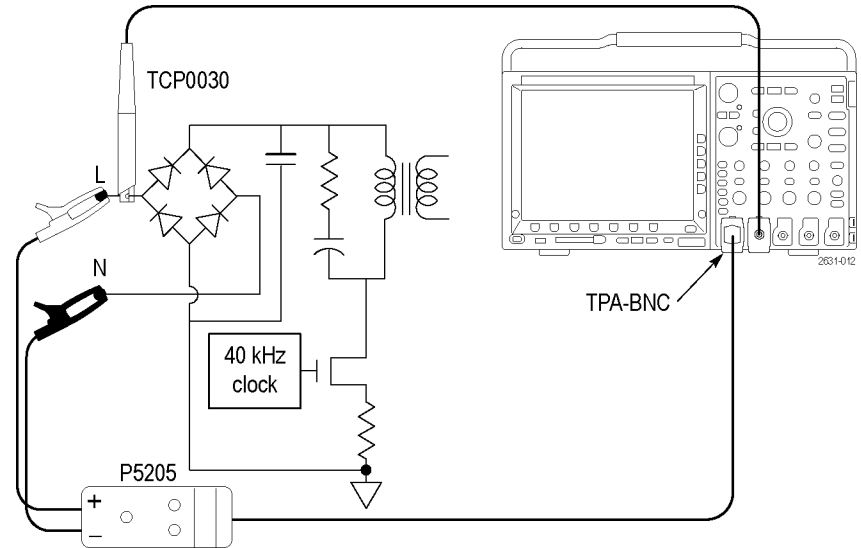 TCP0030
L
N
40 kHz
clock
P5205
+
–
TPA-BNC
2631-012